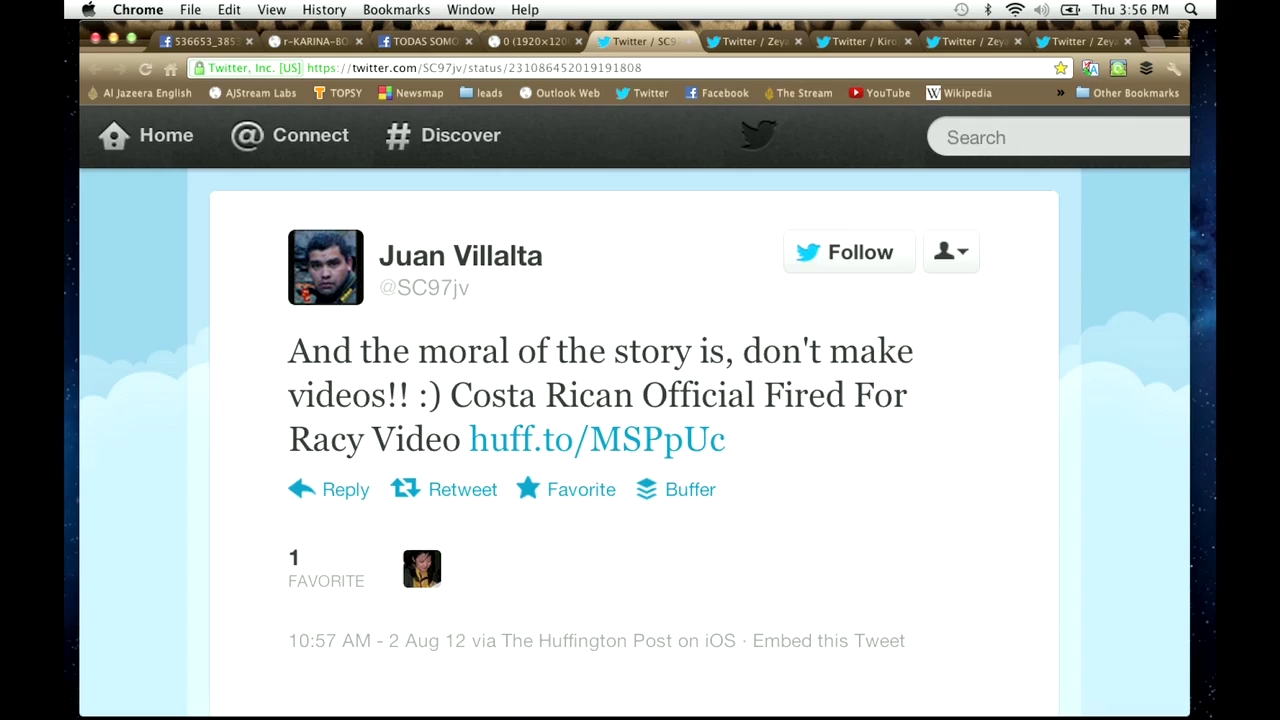 Chrome File Edit View History Bookmarks Window Help Thu 3:56 PM
536653_385 r-KARINA-BO TODAS SOMO 0 (1920×120 Twitter / SC9 Twitter / Zeya Twitter / Kiro Twitter / Zeya Twitter / Zeya
Twitter, Inc. [US] https://twitter.com/SC97jv/status/231086452019191808
Al Jazeera English AJStream Labs TOPSY Newsmap leads Outlook Web Twitter Facebook The Stream YouTube Wikipedia » Other Bookmarks
Home @ Connect # Discover Search
Juan Villalta Follow
@SC97jv
And the moral of the story is, don't make
videos!! :) Costa Rican Official Fired For
Racy Video huff.to/MSPpUc
Reply Retweet Favorite Buffer
1
FAVORITE
10:57 AM - 2 Aug 12 via The Huffington Post on iOS · Embed this Tweet